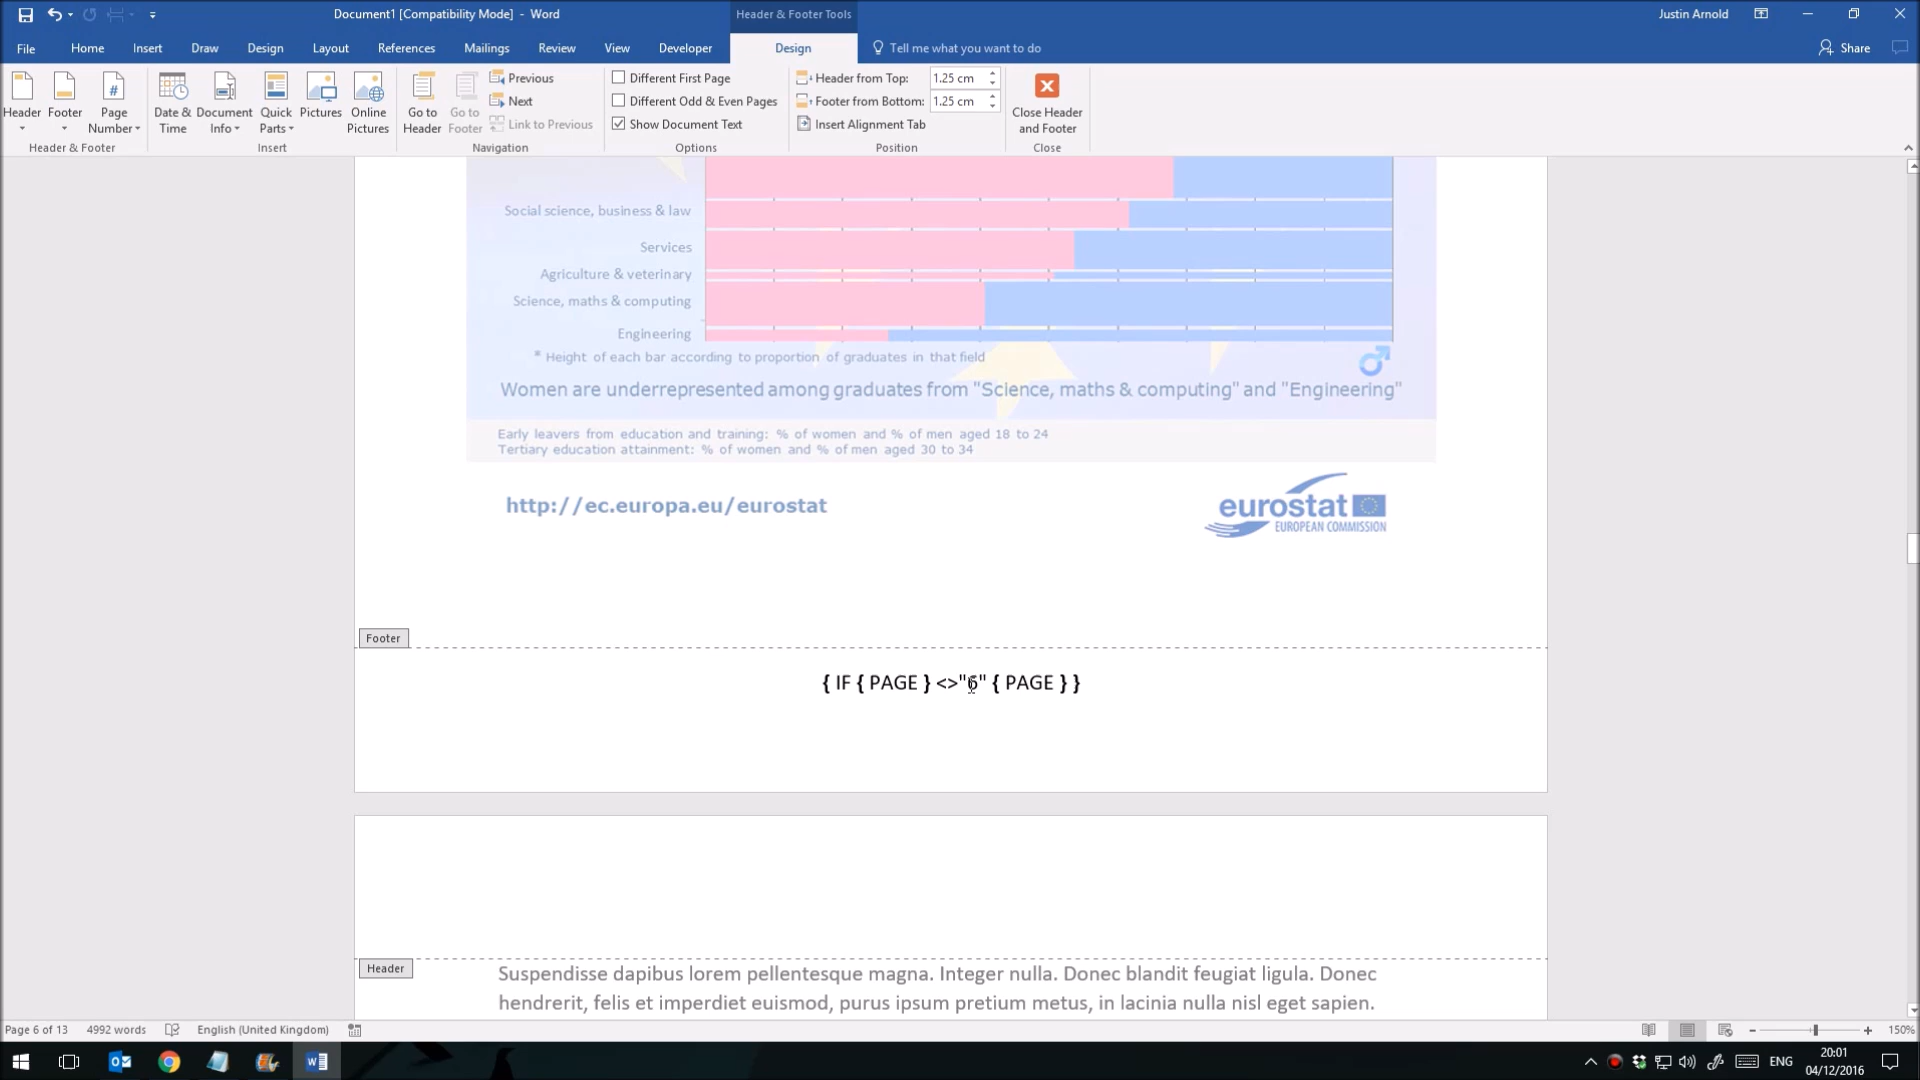 Document1 [Compatibility Mode] - Word
Header & Footer Tools
Justin Arnold
File
Home
Insert
Draw
Design
Layout
References
Mailings
Review
View
Developer
Design
Tell me what you want to do
Share
Header
Footer
Page
Number
Header & Footer
Date &
Time
Document
Info
Quick
Parts
Pictures
Online
Pictures
Insert
Go to
Header
Go to
Footer
Previous
Next
Link to Previous
Navigation
Different First Page
Different Odd & Even Pages
Show Document Text
Options
Header from Top: 1.25 cm
Footer from Bottom: 1.25 cm
Insert Alignment Tab
Position
Close Header
and Footer
Close
Social science, business & law
Services
Agriculture & veterinary
Science, maths & computing
Engineering
* Height of each bar according to proportion of graduates in that field
Women are underrepresented among graduates from "Science, maths & computing" and "Engineering"
Early leavers from education and training: % of women and % of men aged 18 to 24
Tertiary education attainment: % of women and % of men aged 30 to 34
http://ec.europa.eu/eurostat
eurostat
EUROPEAN COMMISSION
Footer
{ IF { PAGE } <>"6" { PAGE } }
Header
Suspendisse dapibus lorem pellentesque magna. Integer nulla. Donec blandit feugiat ligula. Donec
hendrerit, felis et imperdiet euismod, purus ipsum pretium metus, in lacinia nulla nisl eget sapien.
Page 6 of 13
4992 words
English (United Kingdom)
150%
ENG
20:01
04/12/2016